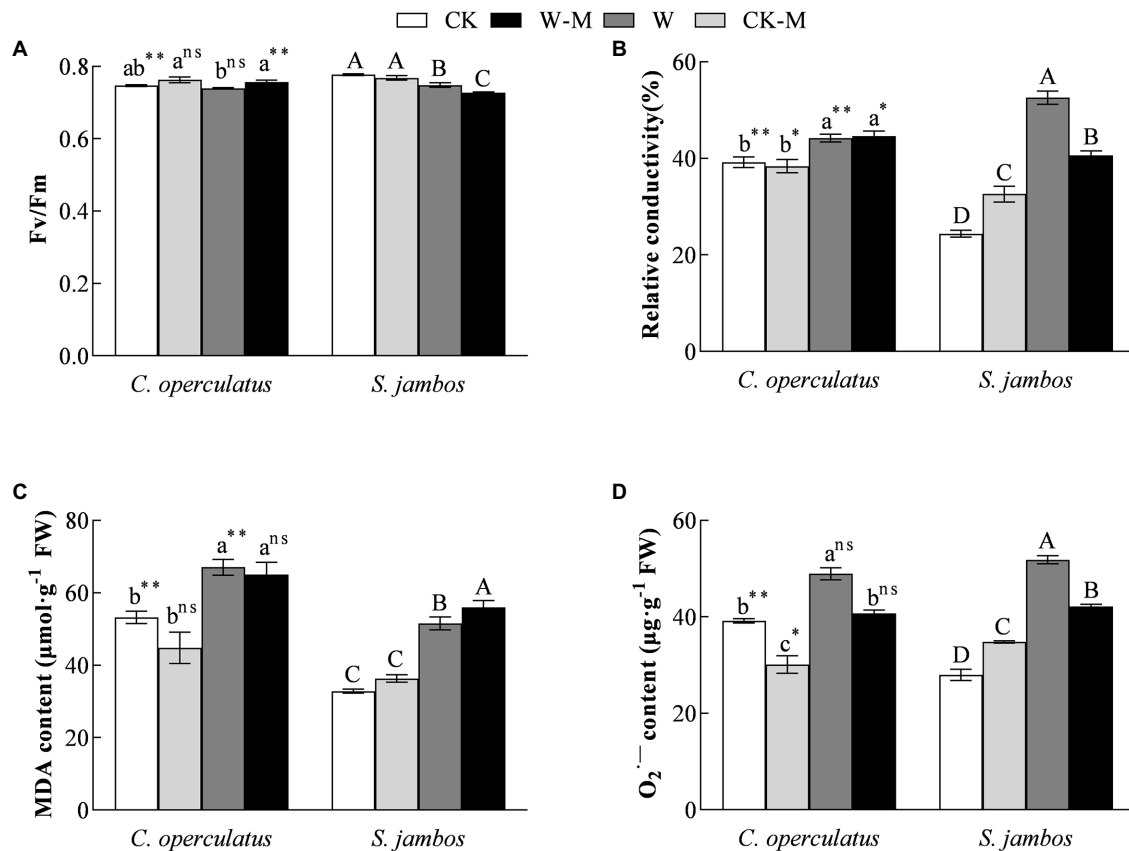 CK W-M W CK-M
A
Fv/Fm
0.8
0.6
0.4
0.2
0.0
ab** a^ns b^ns a** A A B C
C. operculatus S. jambos
B
Relative conductivity(%)
60
40
20
0
b** b* a** a* D C A B
C. operculatus S. jambos
C
MDA content (μmol·g⁻¹ FW)
80
60
40
20
0
b** b^ns a** a^ns C C B A
C. operculatus S. jambos
D
O₂·— content (μg·g⁻¹ FW)
60
40
20
0
b** c* a^ns b^ns D C A B
C. operculatus S. jambos